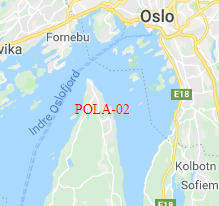 Oslo
Fornebu
vika
Indre Oslofjord
POLA-02
E18
E18
Kolbotn
Sofiem